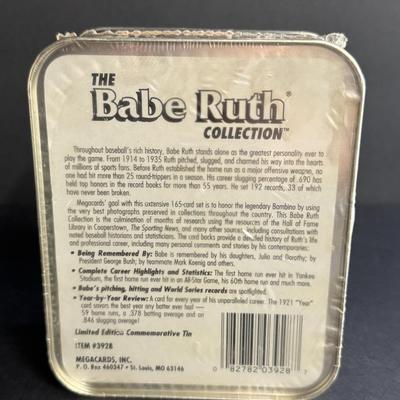 THE
Babe Ruth®
COLLECTION™
Throughout baseball's rich history, Babe Ruth stands alone as the greatest personality ever to
play the game. From 1914 to 1935 Ruth pitched, slugged, and charmed his way into the hearts
of millions of sports fans. Before Ruth established the home run as a major offensive weapon, no
one had hit more than 25 round-trippers in a season. His career slugging percentage of .690 has
held top honors in the record books for more than 55 years. He set 192 records, 33 of which
have never been broken.
Megacards' goal with this extensive 165-card set is to honor the legendary Bambino by using
the very best photographs preserved in collections throughout the country. This Babe Ruth
Collection is the culmination of months of research using the resources of the Hall of Fame
Library in Cooperstown, The Sporting News, and many other sources, including consultations with
noted baseball historians and statisticians. The card backs provide a detailed history of Ruth's life
and professional career, including many personal comments and stories by his contemporaries.
• Being Remembered By: Babe is remembered by his daughters, Julia and Dorothy; by
President George Bush; by teammate Mark Koenig and others.
• Complete Career Highlights and Statistics: The first home run ever hit in Yankee
Stadium, the first home run ever hit in an All-Star Game, his 60th home run and much more.
• Babe's pitching, hitting and World Series records are spotlighted.
• Year-by-Year Review: A card for every year of his unparalleled career. The 1921 "Year"
card savors the best year any batter ever had —
59 home runs, a .378 batting average and an
.846 slugging average!
Limited Edition Commemorative Tin
ITEM #3928
MEGACARDS, INC.
P. O. Box 460347 • St. Louis, MO 63146
0 82782 03928 7